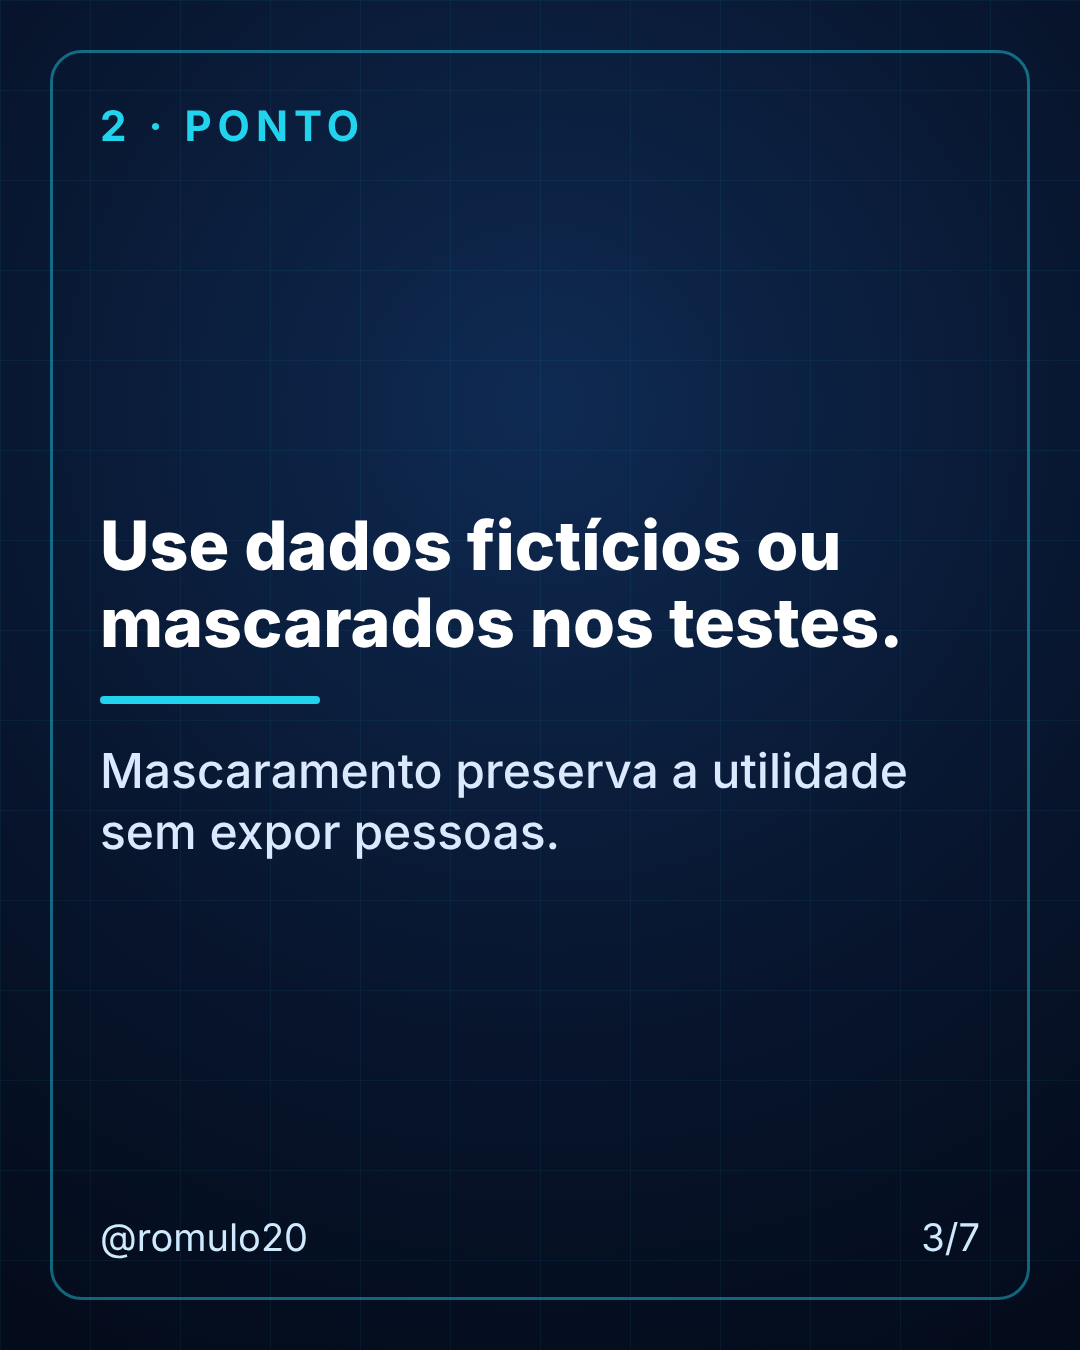 2 · PONTO
Use dados fictícios ou
mascarados nos testes.
Mascaramento preserva a utilidade
sem expor pessoas.
@romulo20
3/7